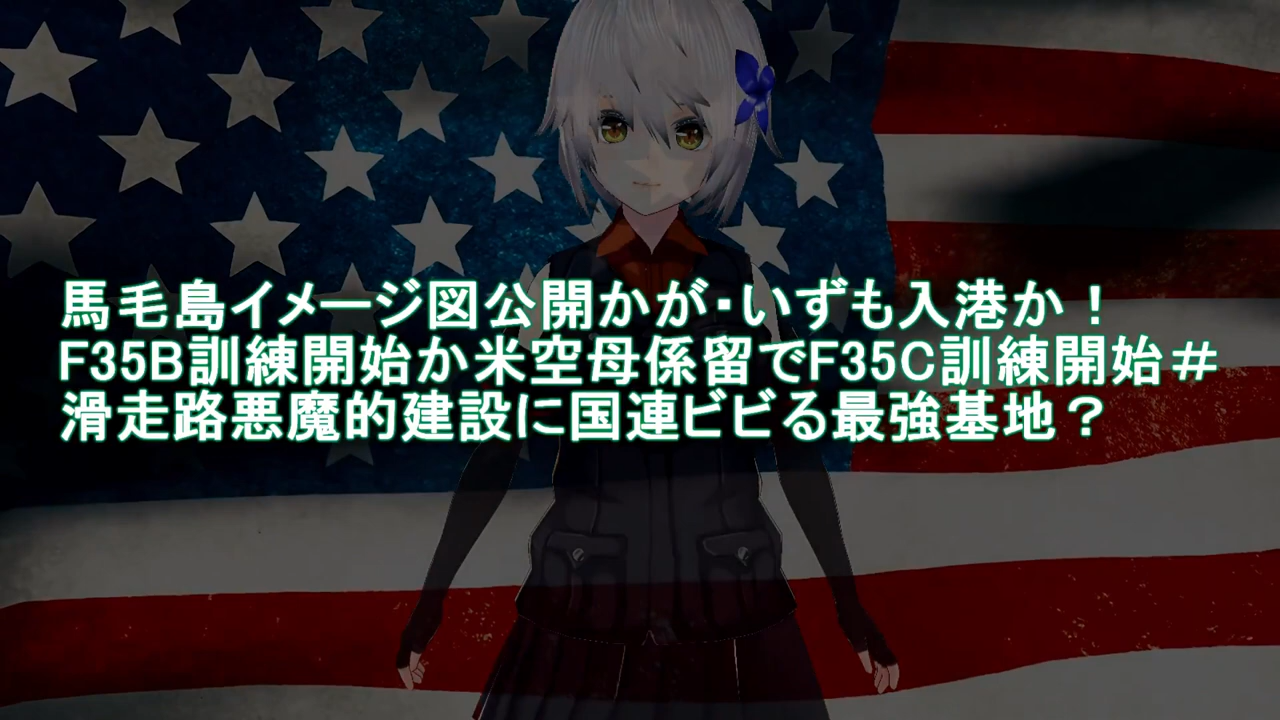 馬毛島イメージ図公開かが・いずも入港か！
F35B訓練開始か米空母係留でF35C訓練開始＃
滑走路悪魔的建設に国連ビビる最強基地？